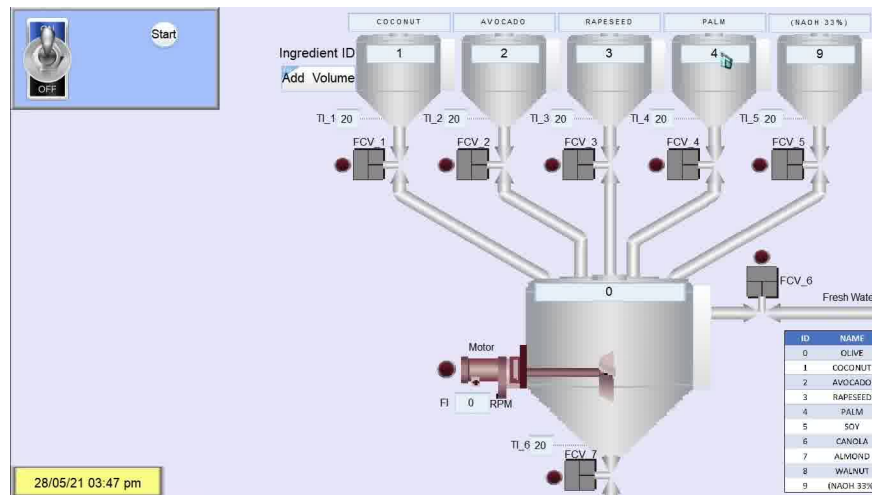 ON
OFF
Start
COCONUT AVOCADO RAPESEED PALM (NAOH 33%)
Ingredient ID 1 2 3 4 9
Add Volume
TI_1 20 TI_2 20 TI_3 20 TI_4 20 TI_5 20
FCV_1 FCV_2 FCV_3 FCV_4 FCV_5
FCV_6
0
Fresh Wate
Motor
FI 0 RPM
TI_6 20
FCV_7
ID NAME
0 OLIVE
1 COCONUT
2 AVOCADO
3 RAPESEED
4 PALM
5 SOY
6 CANOLA
7 ALMOND
8 WALNUT
9 (NAOH 33%
28/05/21 03:47 pm